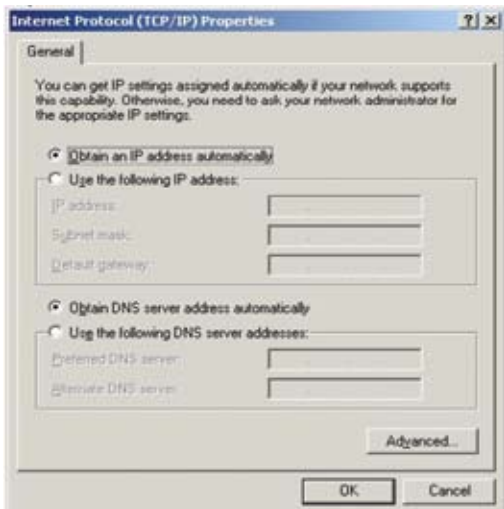 Internet Protocol (TCP/IP) Properties
General
You can get IP settings assigned automatically if your network supports
this capability. Otherwise, you need to ask your network administrator for
the appropriate IP settings.
Obtain an IP address automatically
Use the following IP address:
IP address:
Subnet mask:
Default gateway:
Obtain DNS server address automatically
Use the following DNS server addresses:
Preferred DNS server:
Alternate DNS server:
Advanced...
OK Cancel